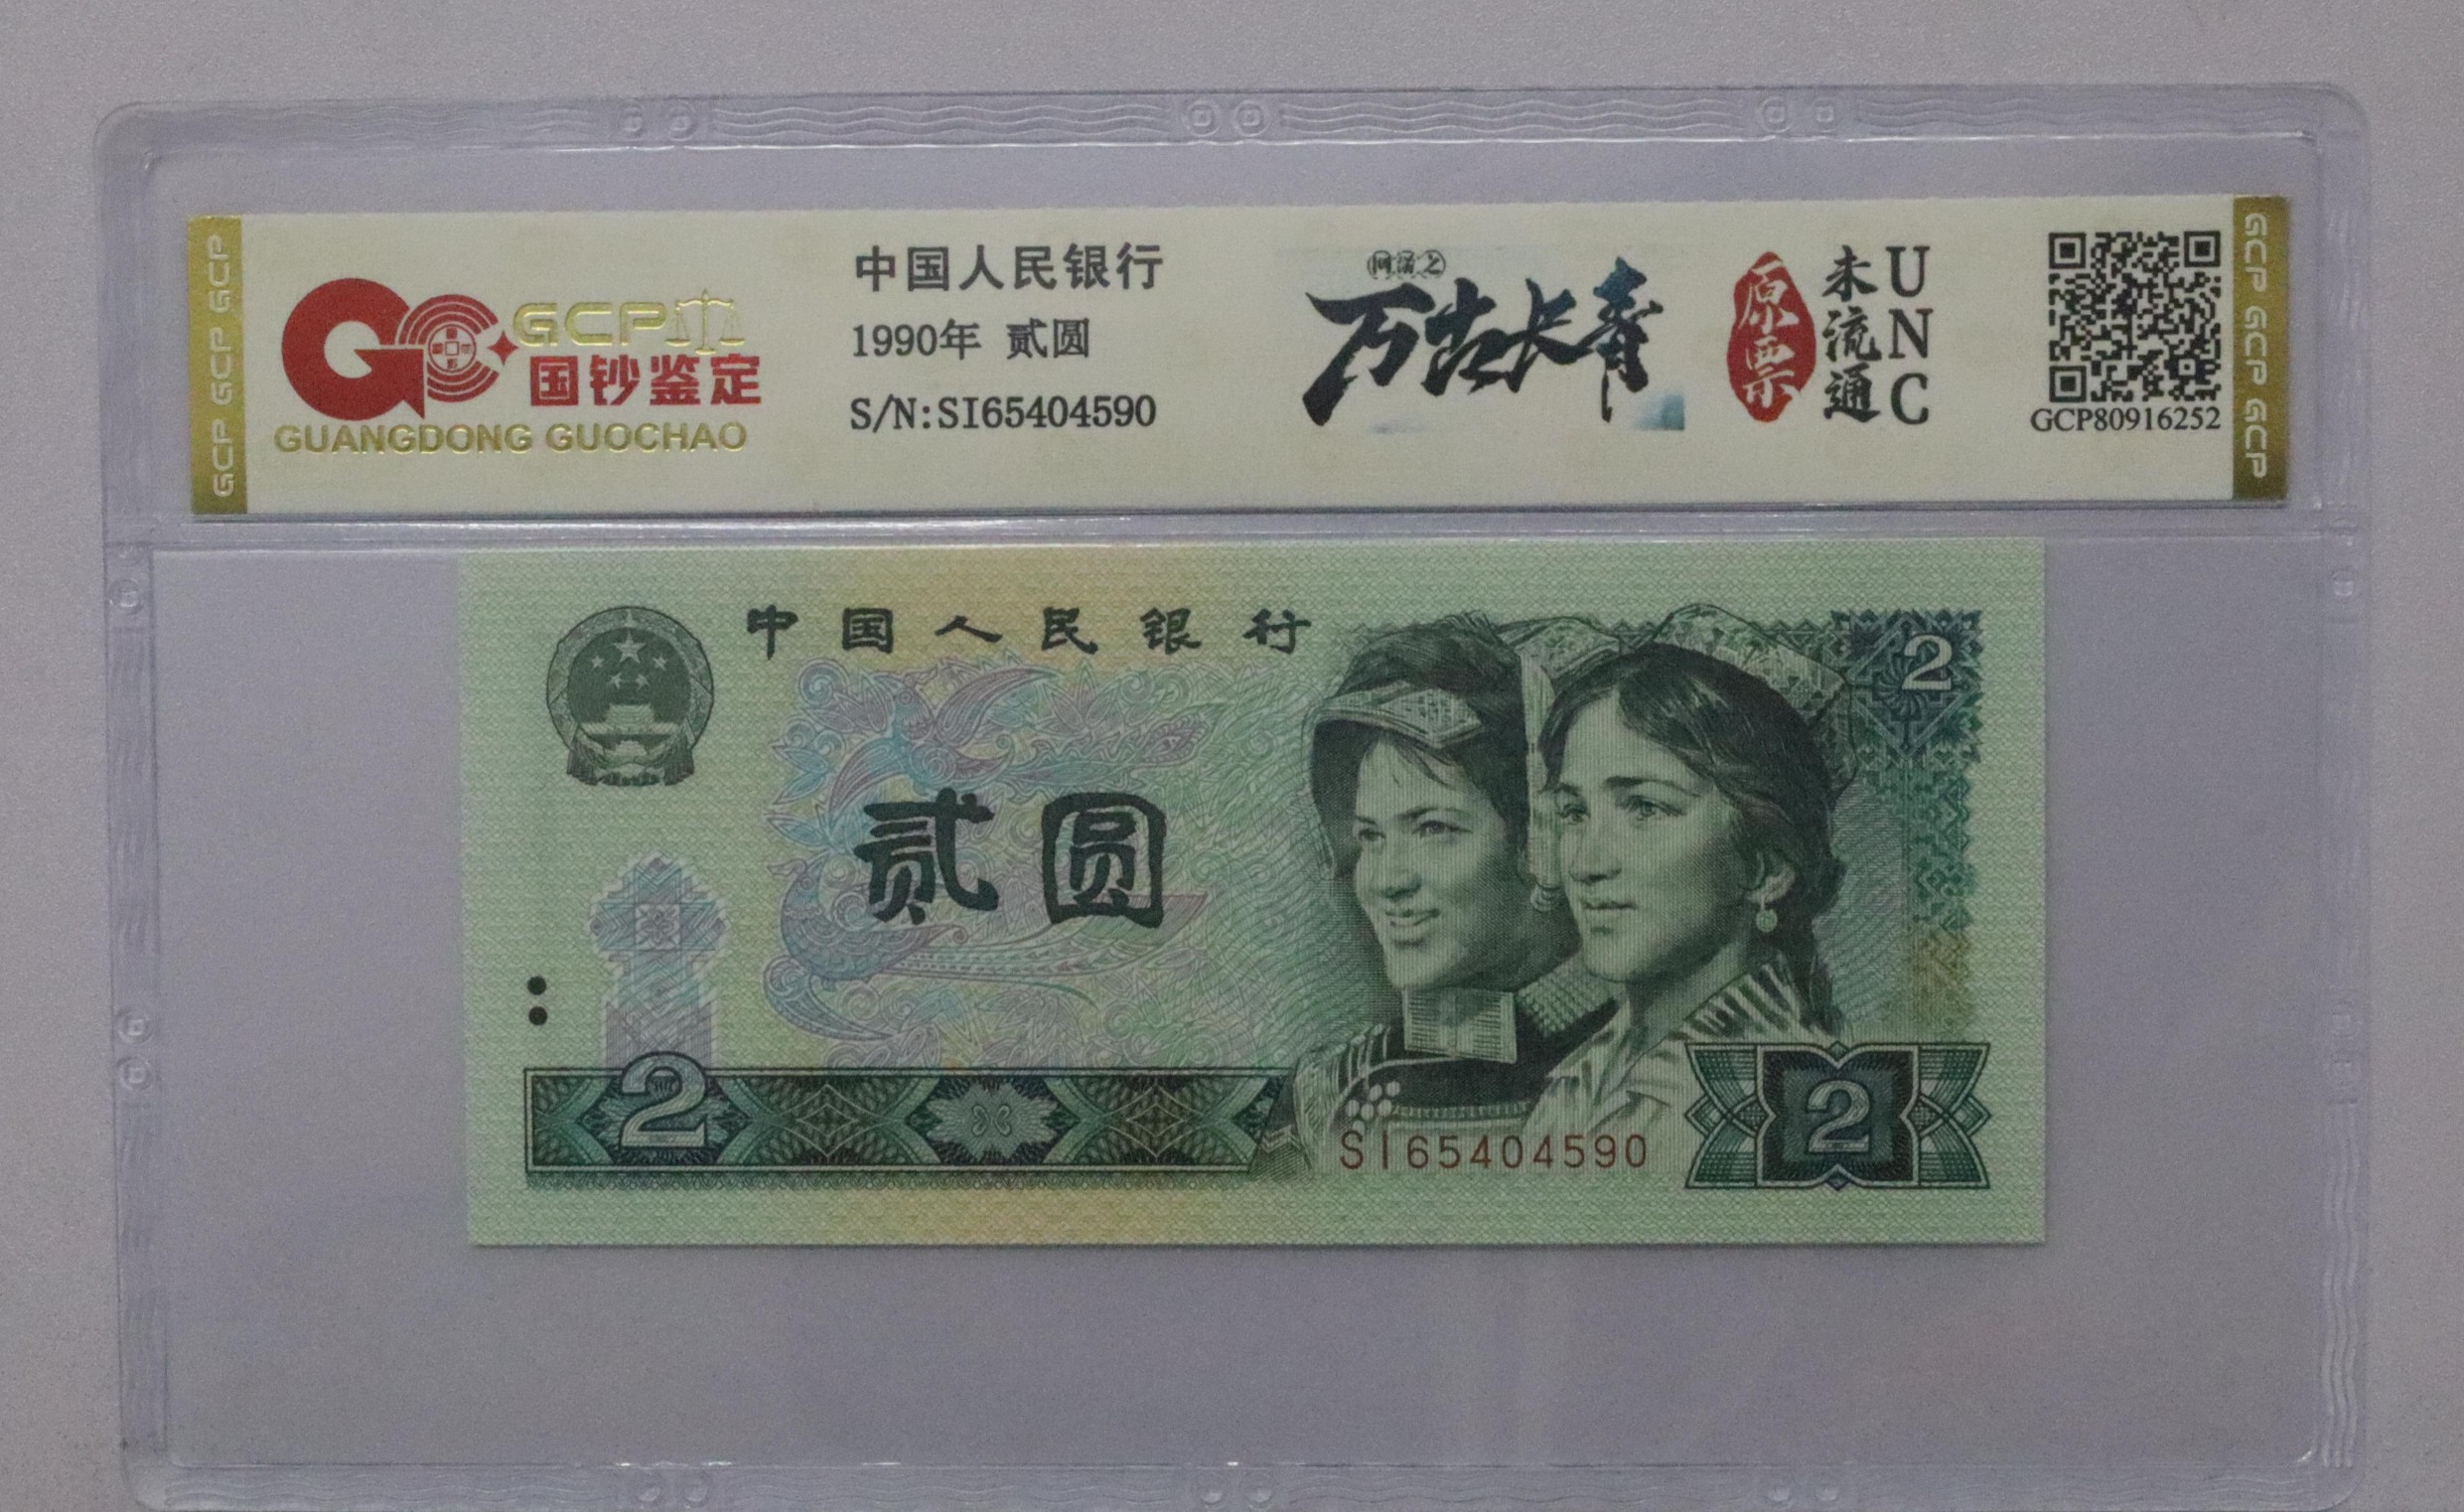 GCP GCP GCP
GCP
国钞鉴定
GUANGDONG GUOCHAO
中国人民银行
1990年 贰圆
S/N:SI65404590
万古长青
原票
未流通
UNC
GCP80916252
GCP GCP GCP
中国人民银行
2
贰圆
2
SI65404590
2